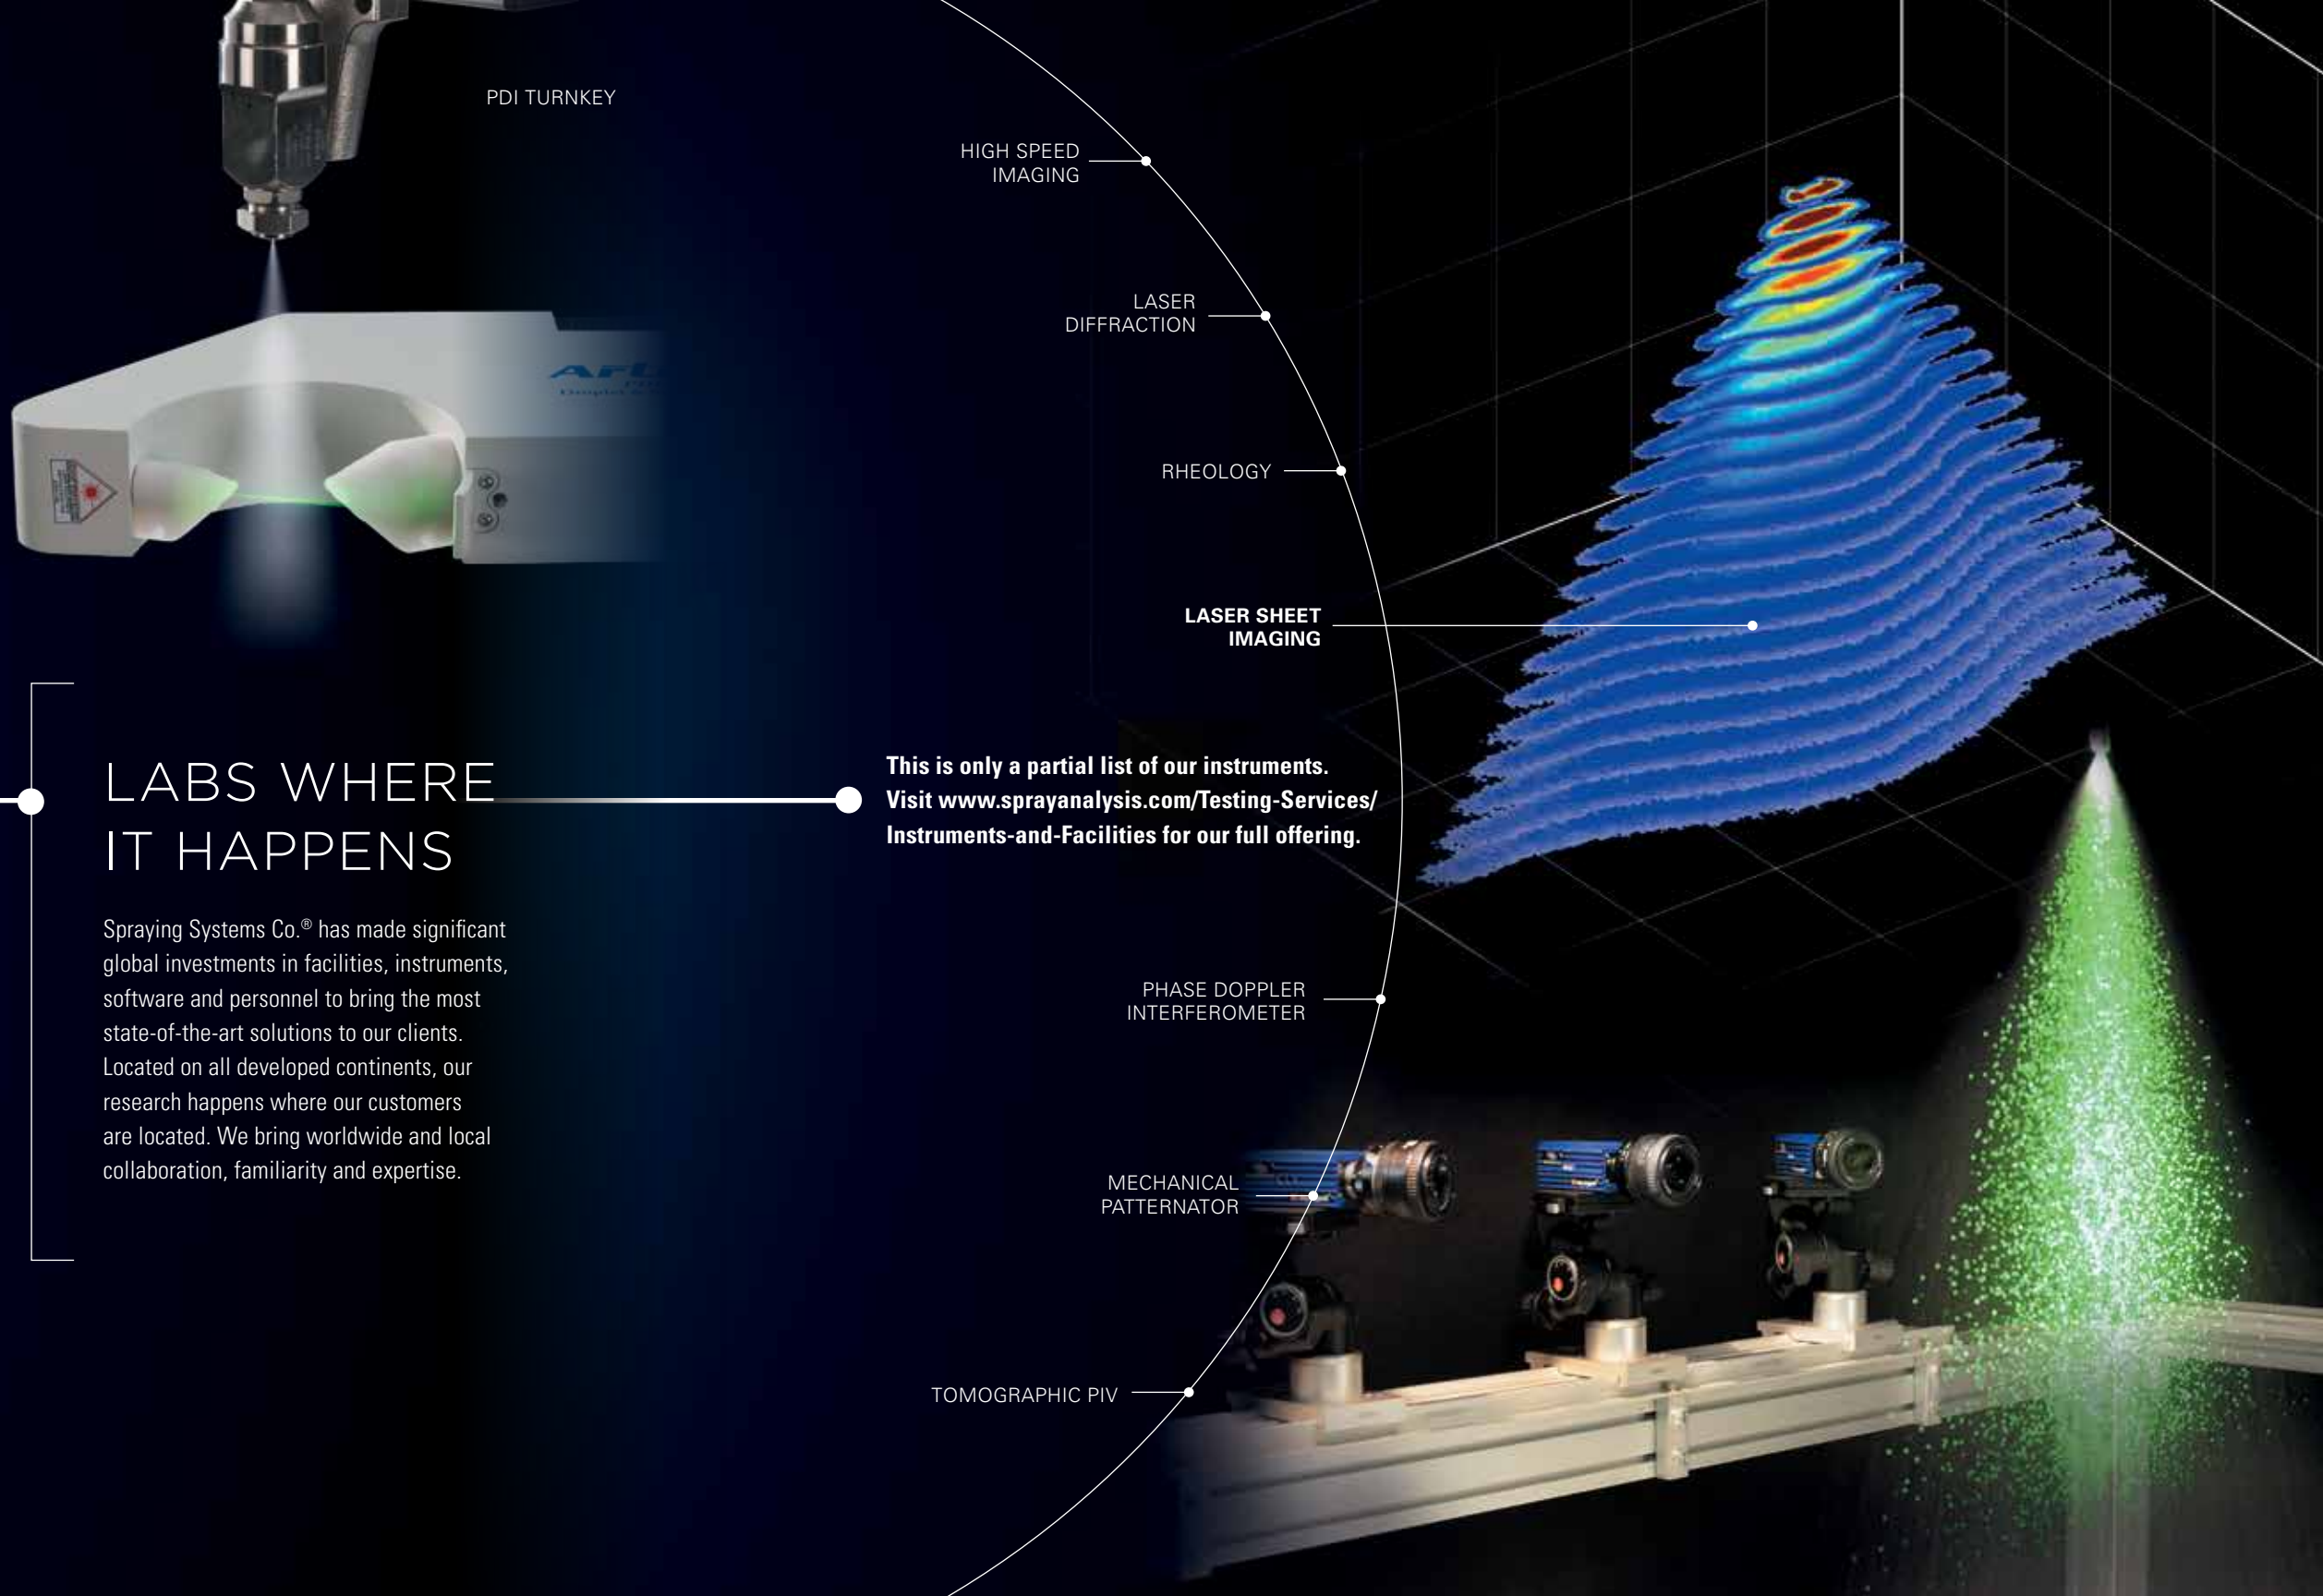 PDI TURNKEY
HIGH SPEED
IMAGING
LASER
DIFFRACTION
RHEOLOGY
LASER SHEET
IMAGING
LABS WHERE
IT HAPPENS
Spraying Systems Co.® has made significant
global investments in facilities, instruments,
software and personnel to bring the most
state-of-the-art solutions to our clients.
Located on all developed continents, our
research happens where our customers
are located. We bring worldwide and local
collaboration, familiarity and expertise.
This is only a partial list of our instruments.
Visit www.sprayanalysis.com/Testing-Services/
Instruments-and-Facilities for our full offering.
PHASE DOPPLER
INTERFEROMETER
MECHANICAL
PATTERNATOR
TOMOGRAPHIC PIV